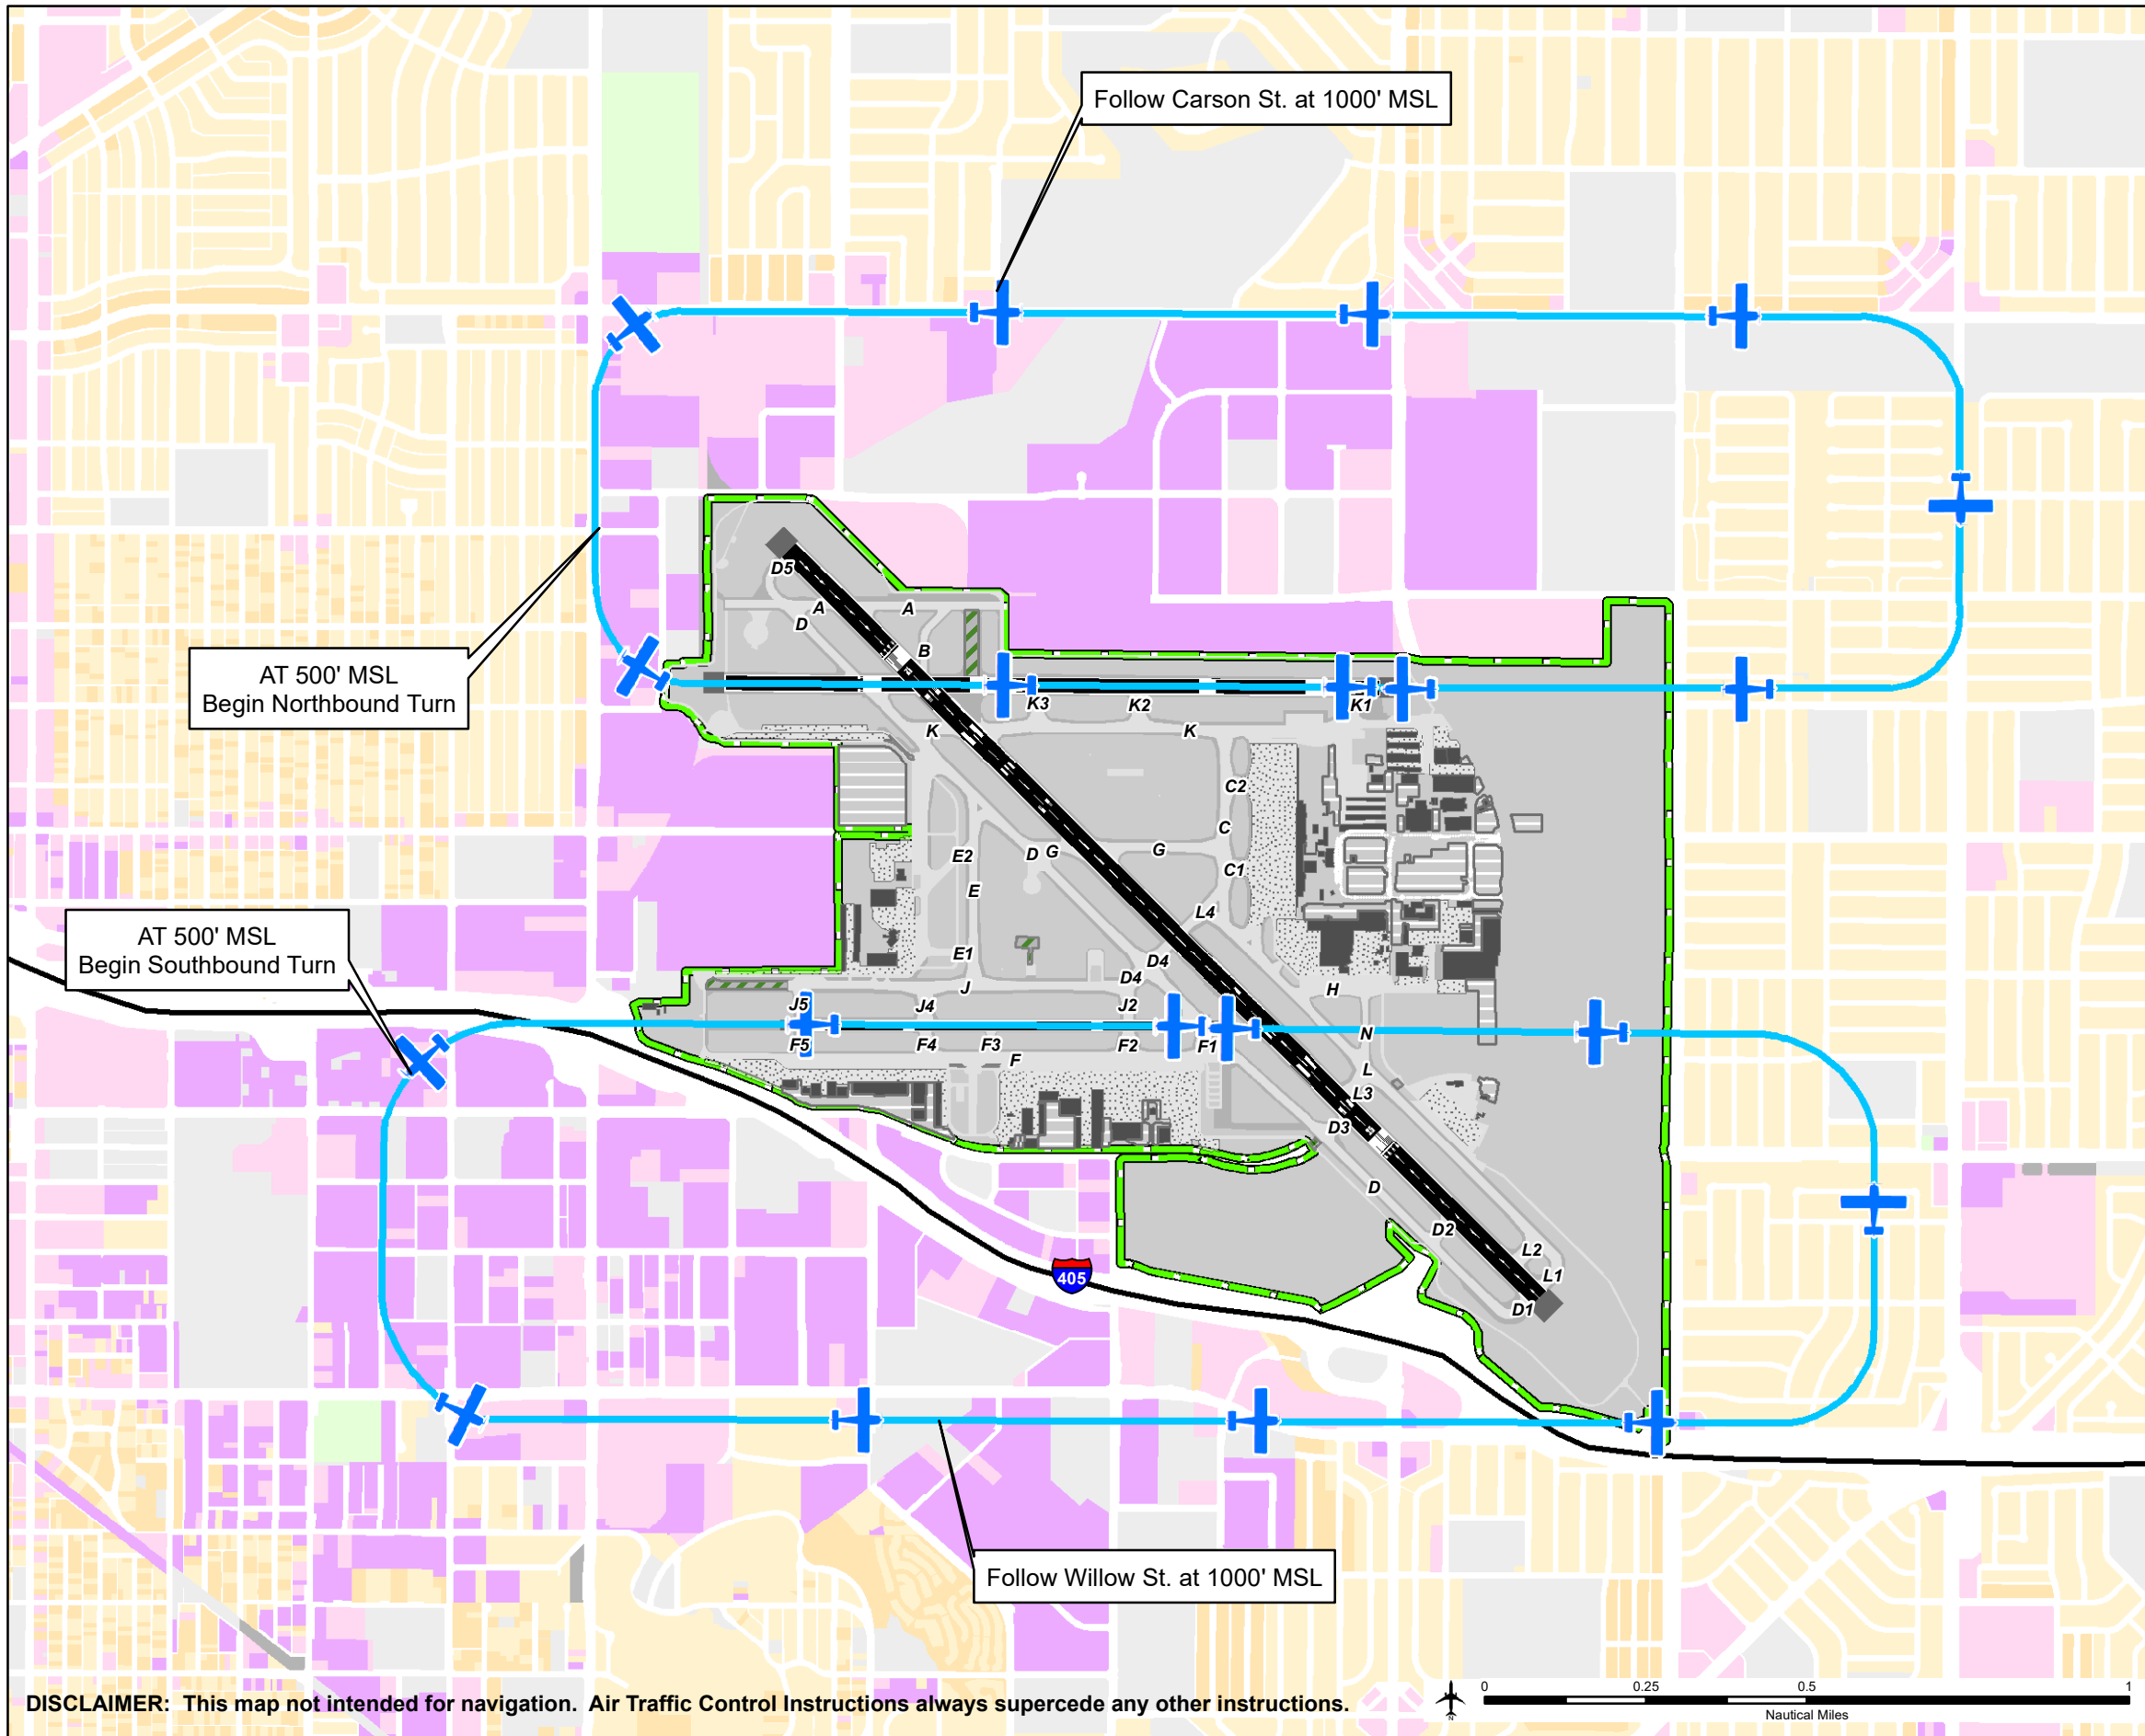 Follow Carson St. at 1000' MSL
D5
A
A
D
B
AT 500' MSL
Begin Northbound Turn
K3
K2
K1
K
K
C2
C
E2
D
G
G
C1
E
L4
AT 500' MSL
Begin Southbound Turn
E1
D4
D4
J
H
J5
J4
J2
N
F5
F4
F3
F2
F1
F
L
L3
D3
D
D2
L2
L1
D1
405
Follow Willow St. at 1000' MSL
DISCLAIMER: This map not intended for navigation. Air Traffic Control Instructions always supercede any other instructions.
N
0
0.25
0.5
1
Nautical Miles